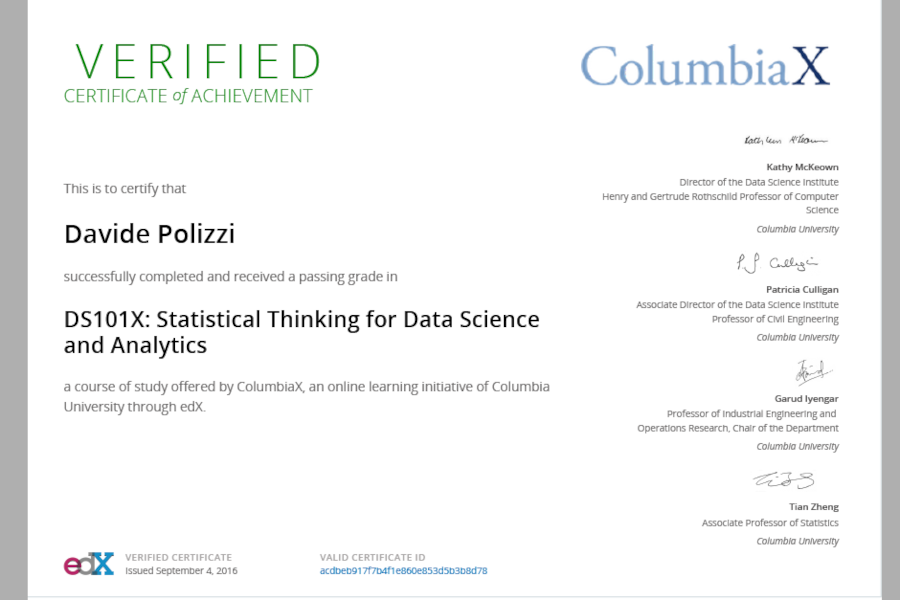 VERIFIED
CERTIFICATE of ACHIEVEMENT
ColumbiaX
This is to certify that
Davide Polizzi
successfully completed and received a passing grade in
DS101X: Statistical Thinking for Data Science
and Analytics
a course of study offered by ColumbiaX, an online learning initiative of Columbia
University through edX.
Kathy McKeown
Director of the Data Science Institute
Henry and Gertrude Rothschild Professor of Computer
Science
Columbia University
Patricia Culligan
Associate Director of the Data Science Institute
Professor of Civil Engineering
Columbia University
Garud Iyengar
Professor of Industrial Engineering and
Operations Research, Chair of the Department
Columbia University
Tian Zheng
Associate Professor of Statistics
Columbia University
edX
VERIFIED CERTIFICATE
Issued September 4, 2016
VALID CERTIFICATE ID
acdbeb917f7b4f1e860e853d5b3b8d78